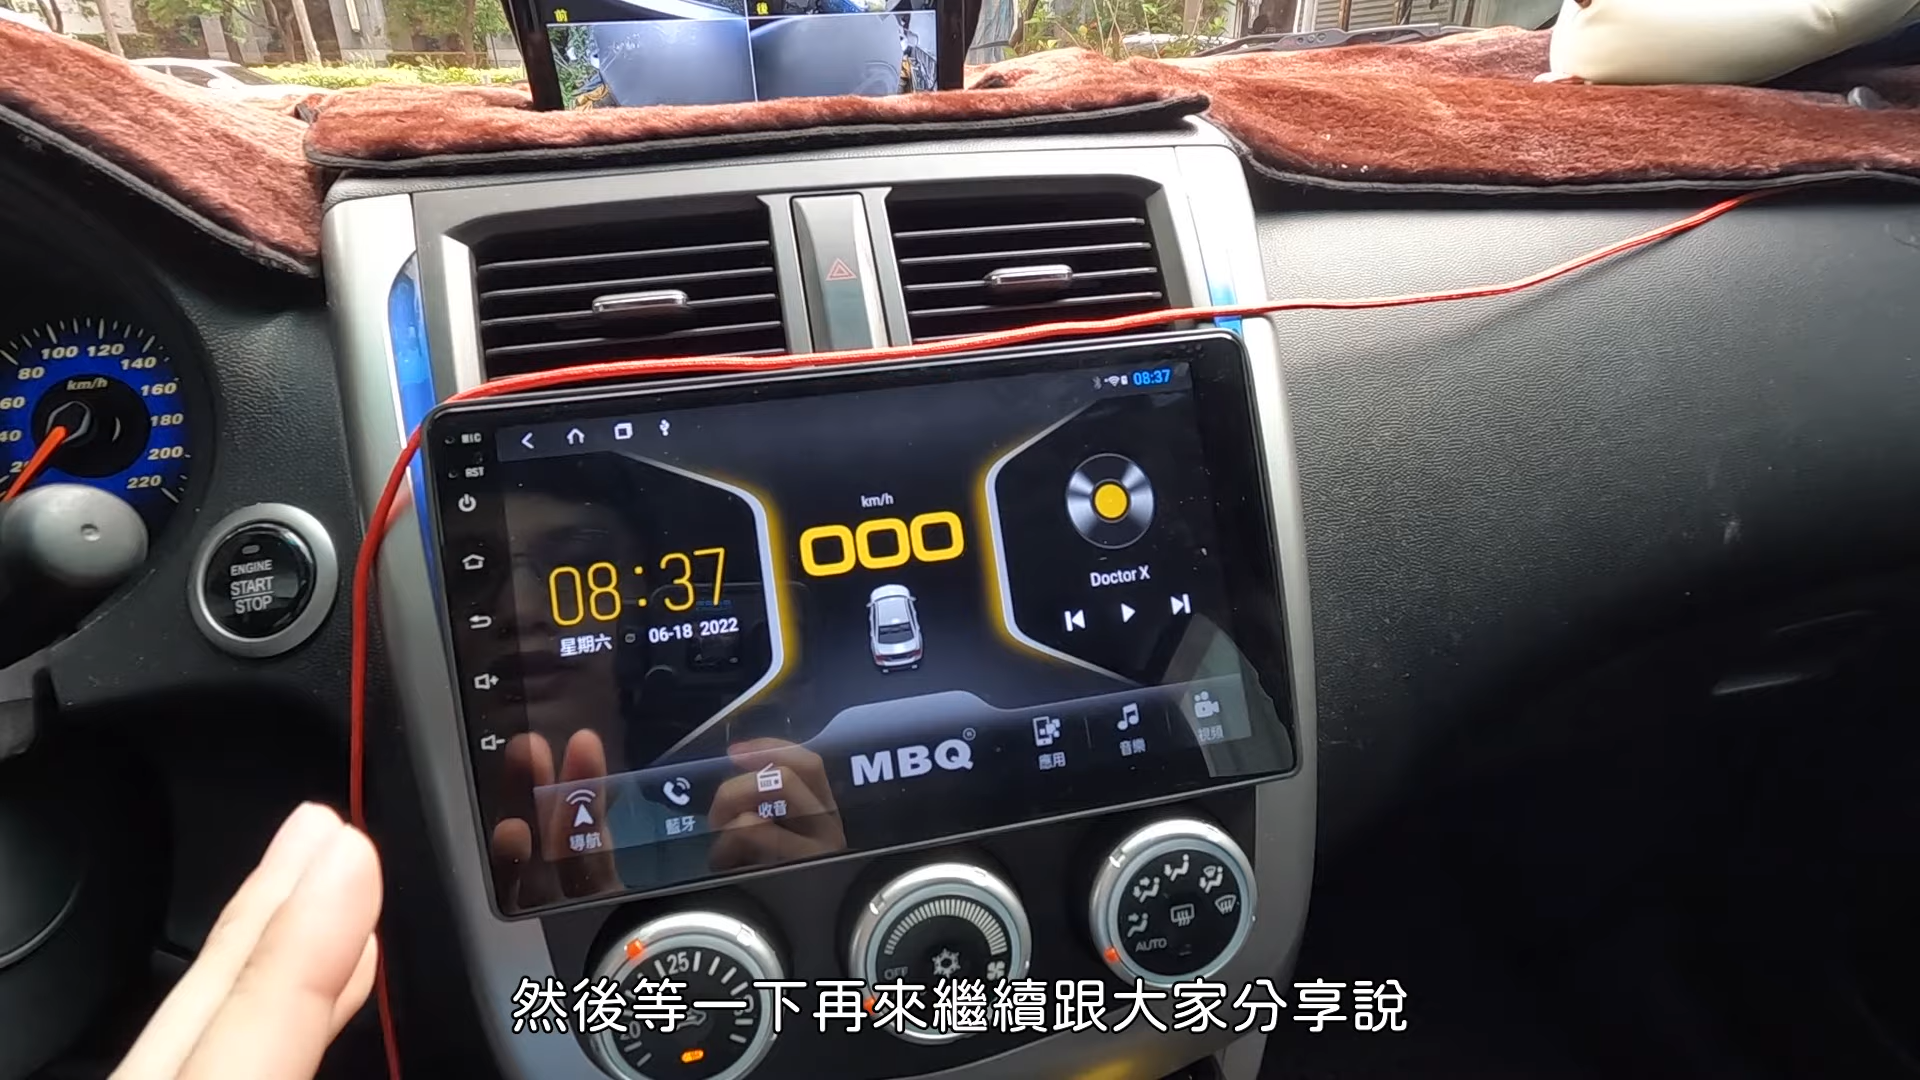 前
後
100 120
80
140
km/h
160
60
180
40
200
220
MIC
RST
ENGINE
START
STOP
08:37
km/h
000
08:37
星期六
06-18 2022
Doctor X
MBQ®
導航
藍牙
收音
應用
音樂
視頻
25
OFF
AUTO
然後等一下再來繼續跟大家分享說